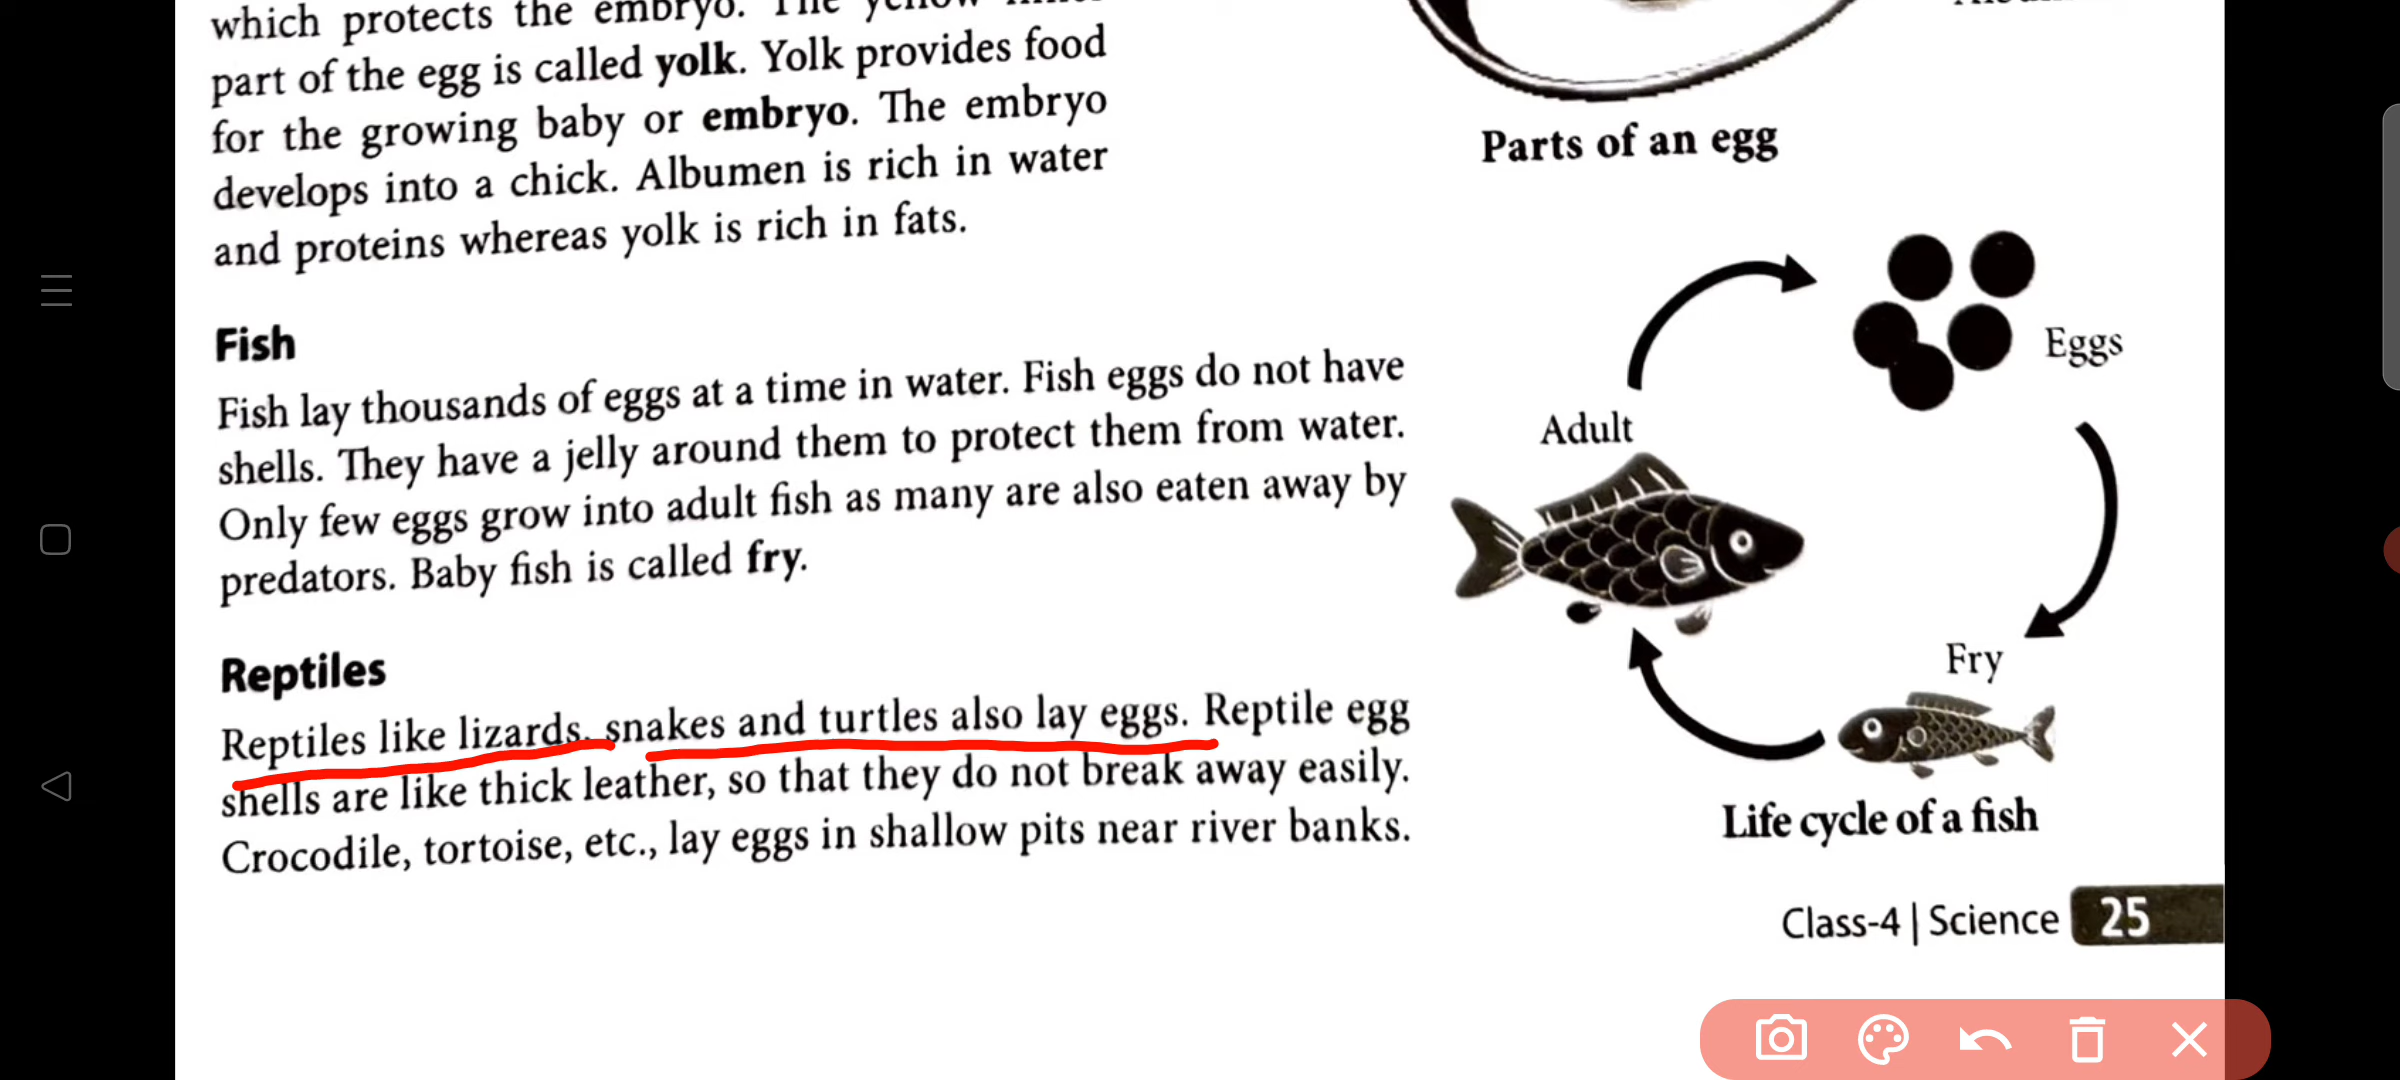 which protects the embryo. The yellow
part of the egg is called yolk. Yolk provides food
for the growing baby or embryo. The embryo
develops into a chick. Albumen is rich in water
and proteins whereas yolk is rich in fats.
Parts of an egg
Fish
Fish lay thousands of eggs at a time in water. Fish eggs do not have
shells. They have a jelly around them to protect them from water.
Only few eggs grow into adult fish as many are also eaten away by
predators. Baby fish is called fry.
Eggs
Adult
Fry
Life cycle of a fish
Reptiles
Reptiles like lizards, snakes and turtles also lay eggs. Reptile egg
shells are like thick leather, so that they do not break away easily.
Crocodile, tortoise, etc., lay eggs in shallow pits near river banks.
Class-4 | Science 25